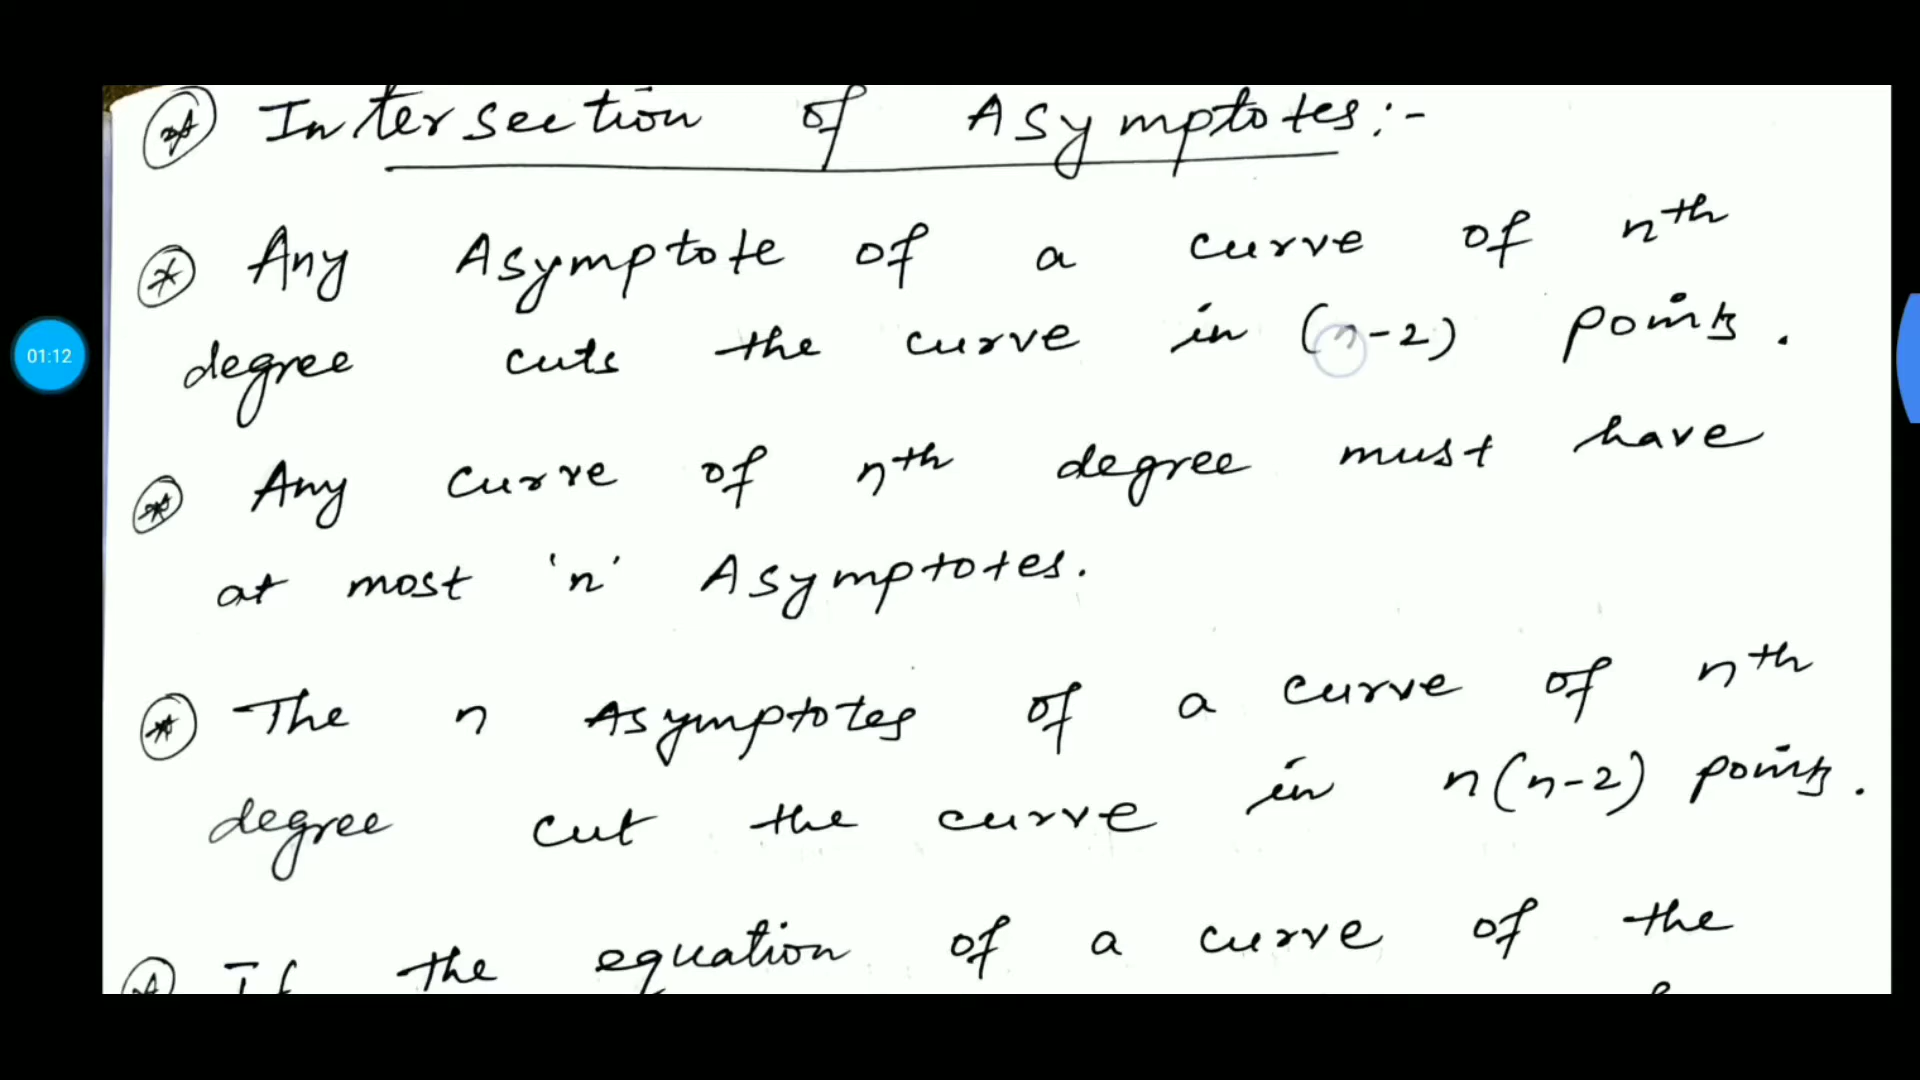 Intersection of Asymptotes:-
Any Asymptote of a curve of nth
degree cuts the curve in (n-2) points.
01:12
Any curve of nth degree must have
at most 'n' Asymptotes.
The n Asymptotes of a curve of nth
degree cut the curve in n(n-2) points.
If the equation of a curve of the